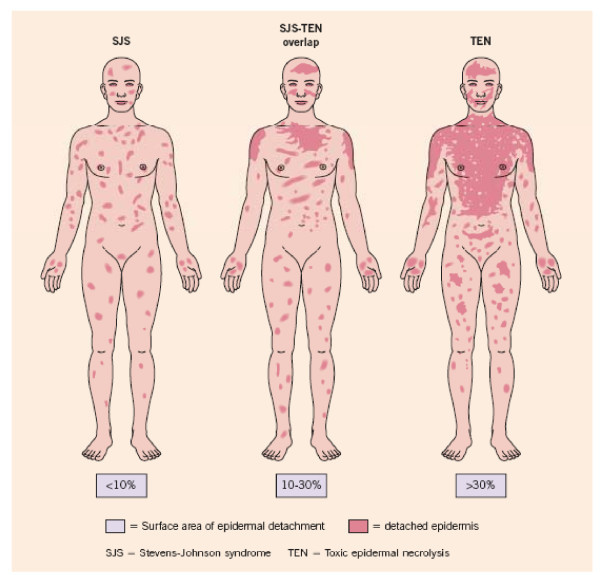 SJS
SJS-TEN
overlap
TEN
<10%
10-30%
>30%
= Surface area of epidermal detachment
= detached epidermis
SJS = Stevens-Johnson syndrome
TEN = Toxic epidermal necrolysis